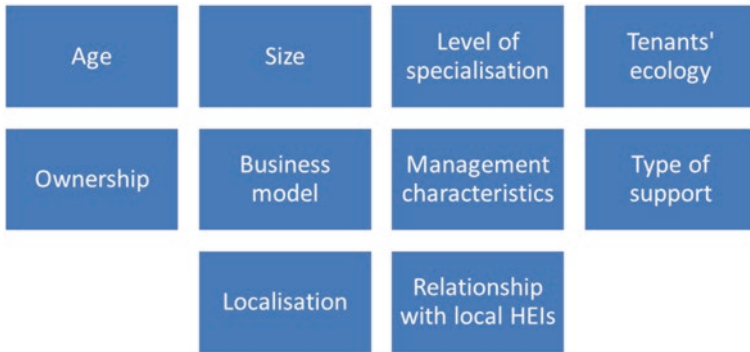 Age
Size
Level of
specialisation
Tenants'
ecology
Ownership
Business
model
Management
characteristics
Type of
support
Localisation
Relationship
with local HEIs